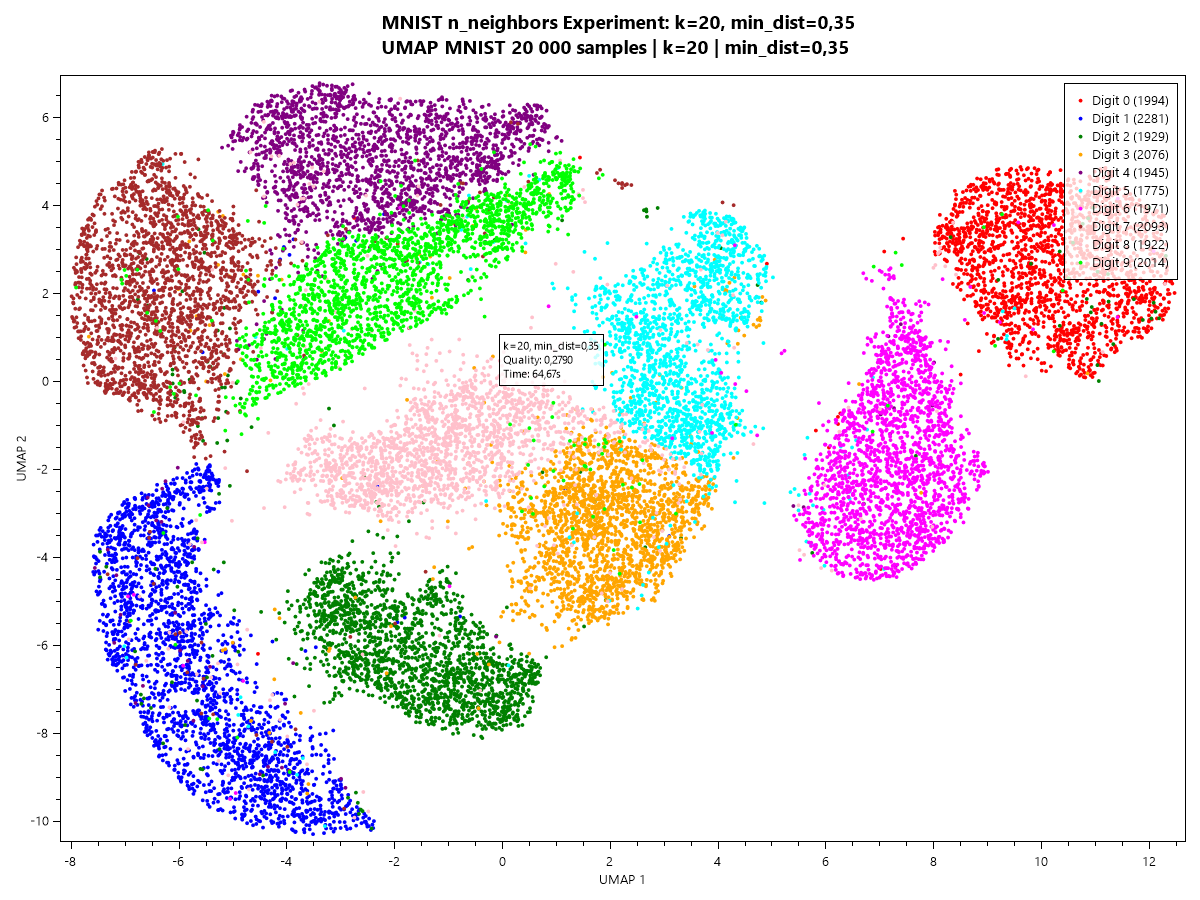 MNIST n_neighbors Experiment: k=20, min_dist=0,35
UMAP MNIST 20 000 samples | k=20 | min_dist=0,35
Digit 0 (1994)
Digit 1 (2281)
Digit 2 (1929)
Digit 3 (2076)
Digit 4 (1945)
Digit 5 (1775)
Digit 6 (1971)
Digit 7 (2093)
Digit 8 (1922)
Digit 9 (2014)
k=20, min_dist=0,35
Quality: 0,2790
Time: 64,67s
UMAP 2
6
4
2
0
-2
-4
-6
-8
-10
-8 -6 -4 -2 0 2 4 6 8 10 12
UMAP 1